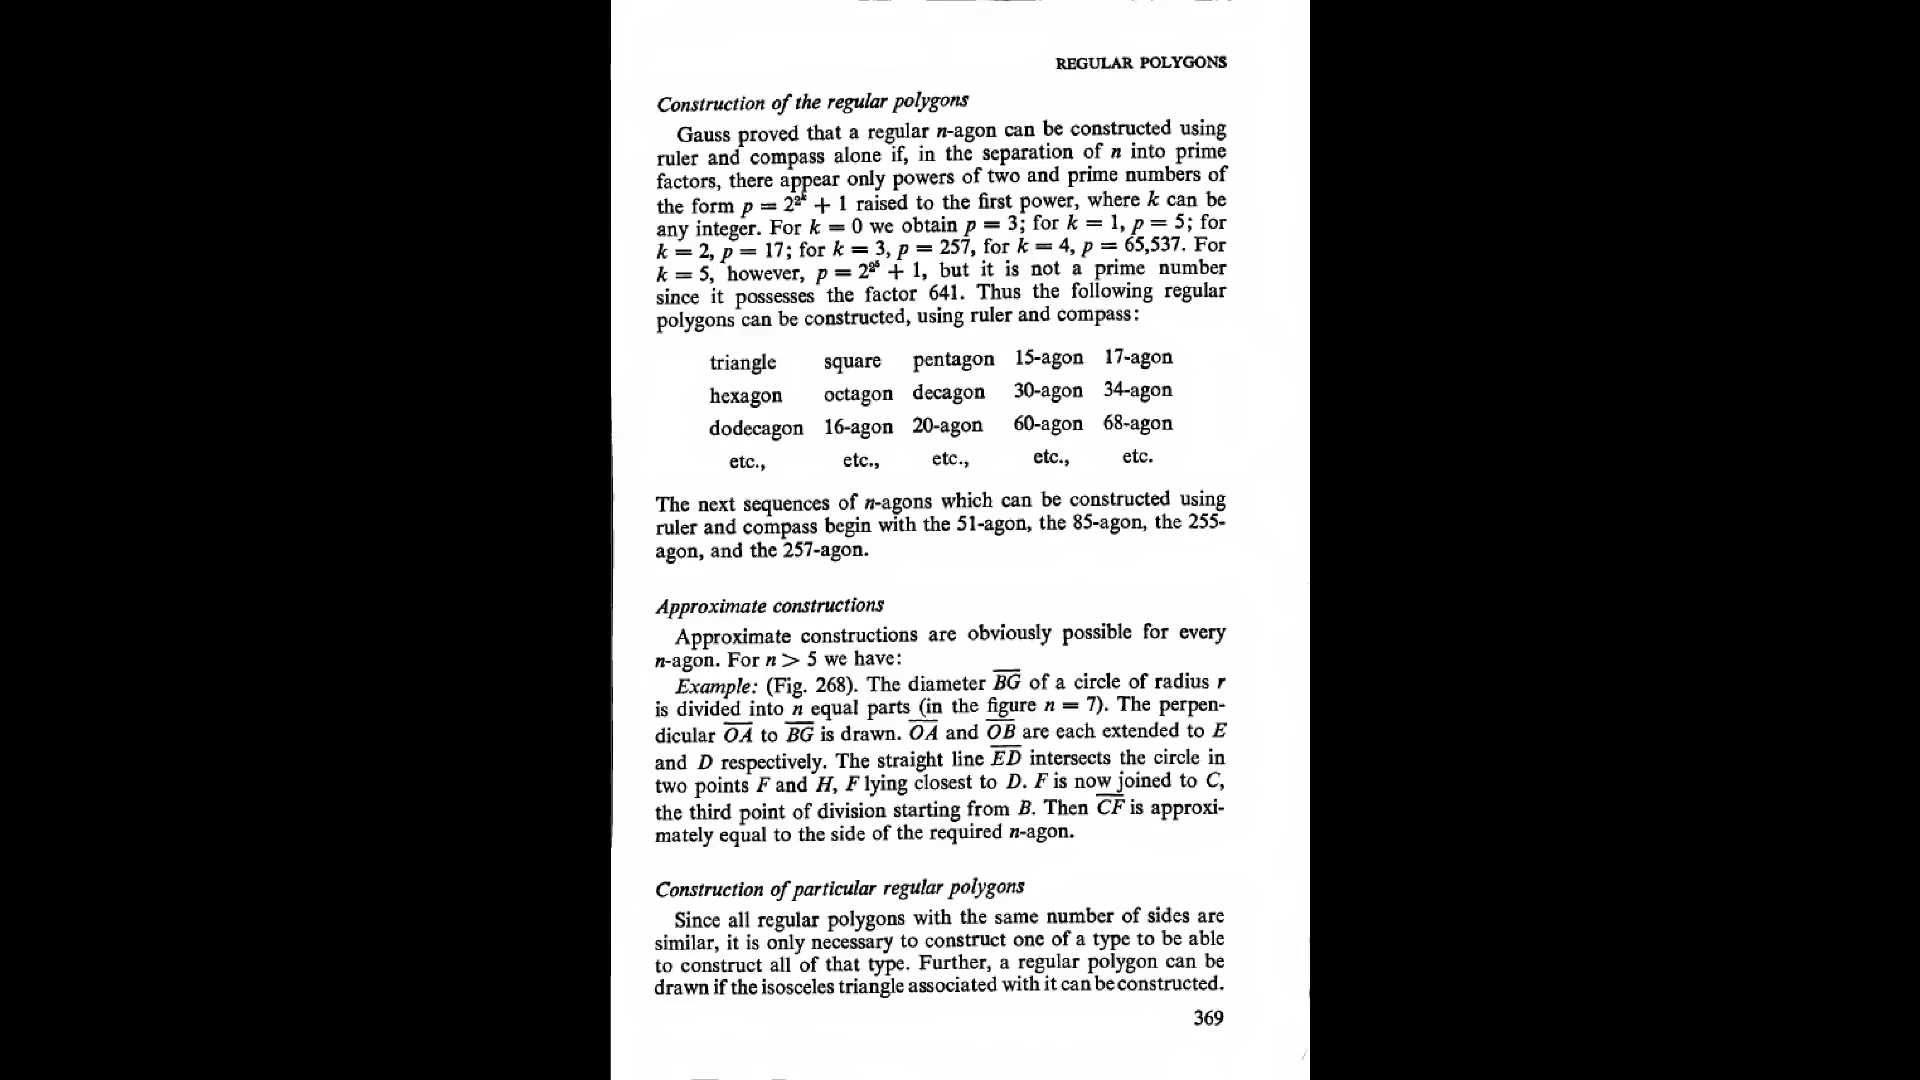 REGULAR POLYGONS
Construction of the regular polygons
Gauss proved that a regular n-agon can be constructed using
ruler and compass alone if, in the separation of n into prime
factors, there appear only powers of two and prime numbers of
the form p = 2^{2^k} + 1 raised to the first power, where k can be
any integer. For k = 0 we obtain p = 3; for k = 1, p = 5; for
k = 2, p = 17; for k = 3, p = 257, for k = 4, p = 65,537. For
k = 5, however, p = 2^{2^5} + 1, but it is not a prime number
since it possesses the factor 641. Thus the following regular
polygons can be constructed, using ruler and compass:
triangle square pentagon 15-agon 17-agon
hexagon octagon decagon 30-agon 34-agon
dodecagon 16-agon 20-agon 60-agon 68-agon
etc., etc., etc., etc., etc.
The next sequences of n-agons which can be constructed using
ruler and compass begin with the 51-agon, the 85-agon, the 255-
agon, and the 257-agon.
Approximate constructions
Approximate constructions are obviously possible for every
n-agon. For n > 5 we have:
Example: (Fig. 268). The diameter B̅G̅ of a circle of radius r
is divided into n equal parts (in the figure n = 7). The perpen-
dicular O̅A̅ to B̅G̅ is drawn. O̅A̅ and O̅B̅ are each extended to E
and D respectively. The straight line E̅D̅ intersects the circle in
two points F and H, F lying closest to D. F is now joined to C,
the third point of division starting from B. Then C̅F̅ is approxi-
mately equal to the side of the required n-agon.
Construction of particular regular polygons
Since all regular polygons with the same number of sides are
similar, it is only necessary to construct one of a type to be able
to construct all of that type. Further, a regular polygon can be
drawn if the isosceles triangle associated with it can be constructed.
369